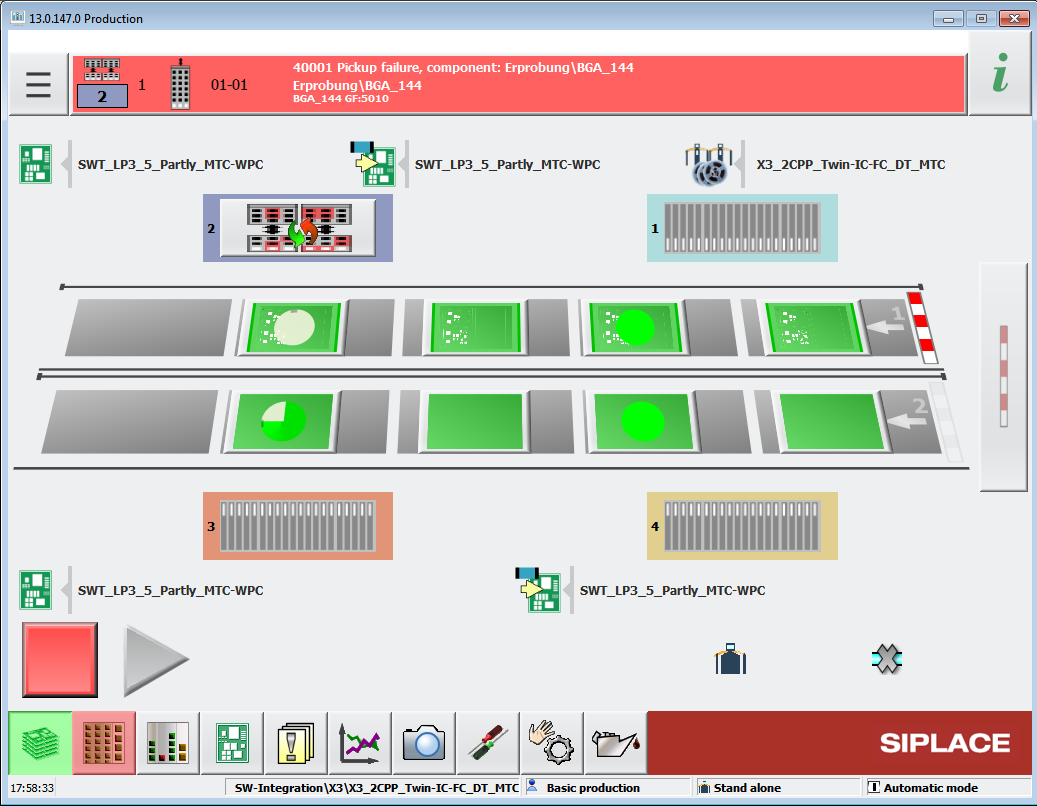 13.0.147.0 Production
2
1
01-01
40001 Pickup failure, component: Erprobung\BGA_144
Erprobung\BGA_144
BGA_144 GF:5010
i
SWT_LP3_5_Partly_MTC-WPC
SWT_LP3_5_Partly_MTC-WPC
X3_2CPP_Twin-IC-FC_DT_MTC
2
1
1
2
3
4
SWT_LP3_5_Partly_MTC-WPC
SWT_LP3_5_Partly_MTC-WPC
SIPLACE
17:58:33
SW-Integration\X3\X3_2CPP_Twin-IC-FC_DT_MTC
Basic production
Stand alone
Automatic mode